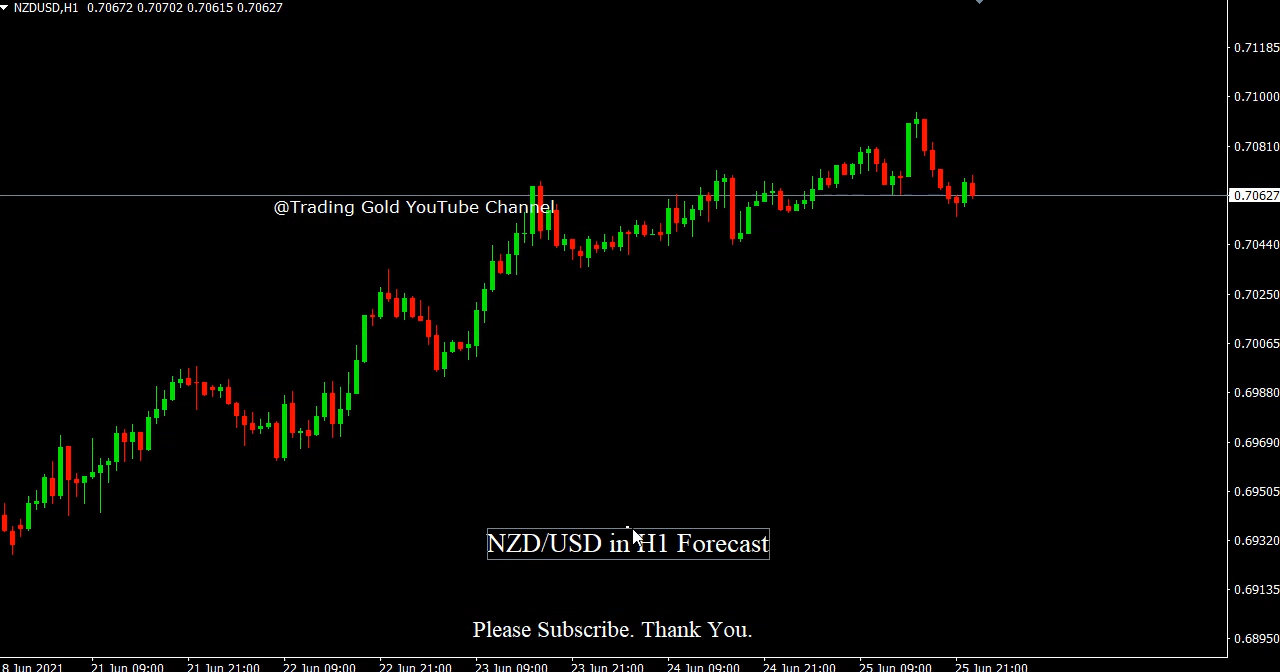 NZDUSD,H1 0.70672 0.70702 0.70615 0.70627
0.71185
0.71000
0.70810
0.70627
@Trading Gold YouTube Channel
0.70440
0.70250
0.70065
0.69880
0.69690
0.69505
NZD/USD in H1 Forecast
0.69320
0.69135
Please Subscribe. Thank You.
0.68950
8 Jun 2021 21 Jun 09:00 21 Jun 21:00 22 Jun 09:00 22 Jun 21:00 23 Jun 09:00 23 Jun 21:00 24 Jun 09:00 24 Jun 21:00 25 Jun 09:00 25 Jun 21:00